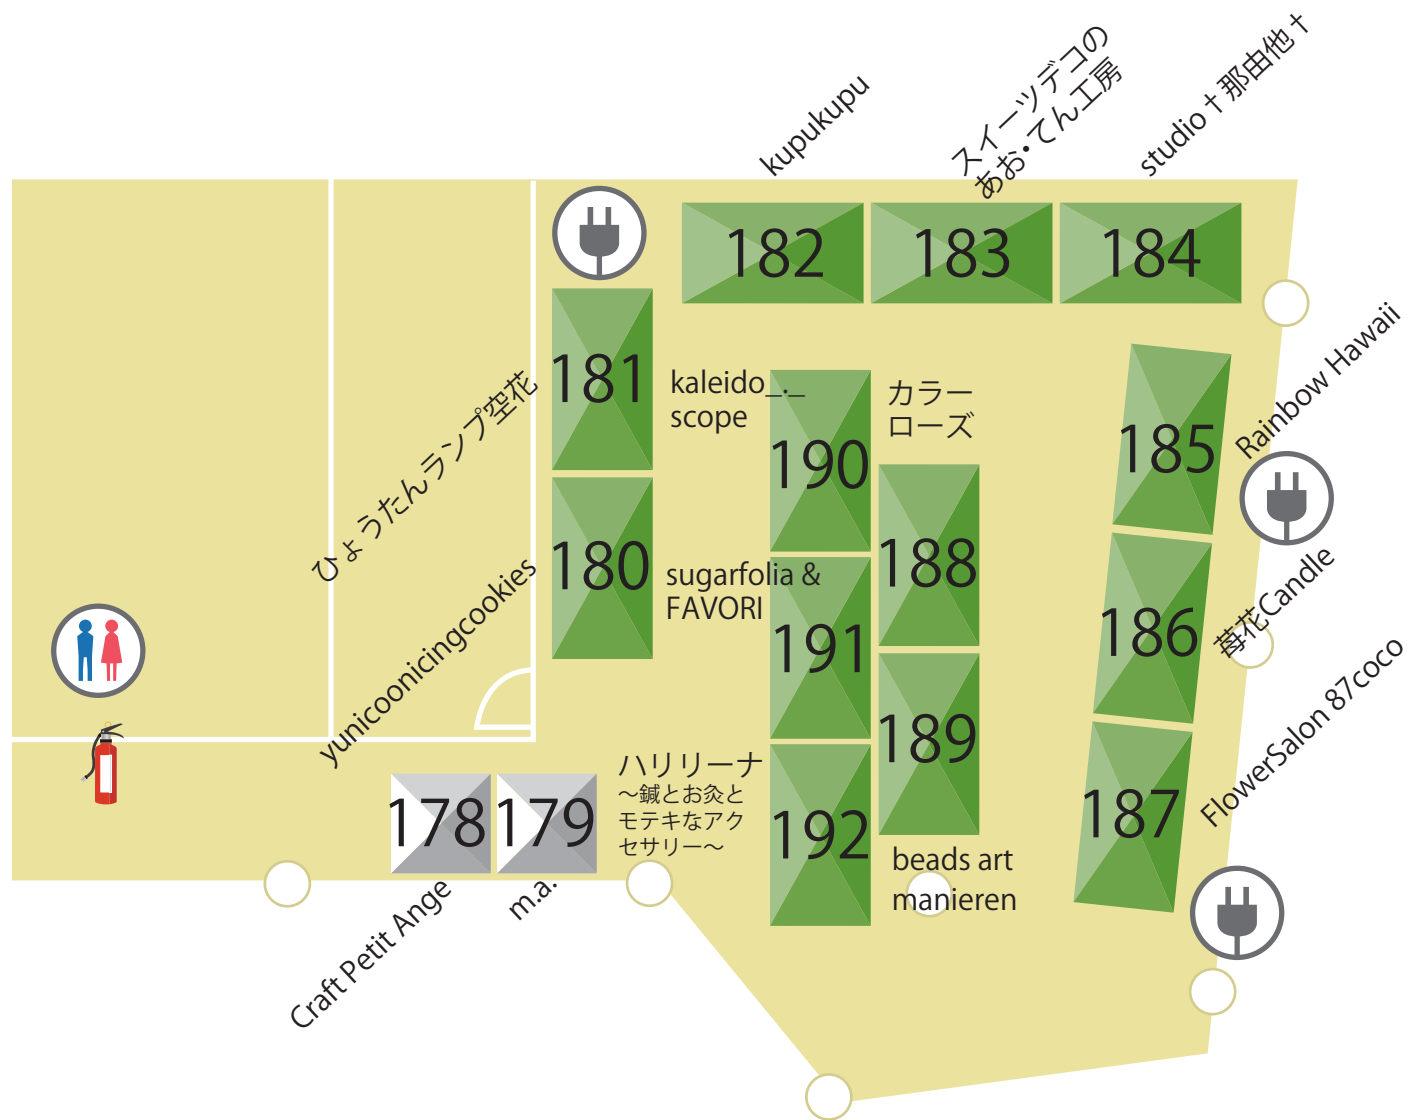 kupukupu
スイーツデコの
あお・てん工房
studio†那由他†
182
183
184
181
ひょうたんランプ空花
kaleido_._
scope
190
カラー
ローズ
185
Rainbow Hawaii
180
yunicoonicingcookies
sugarfolia &
FAVORI
191
188
186
苺花Candle
189
187
FlowerSalon 87coco
178
179
ハリリーナ
～鍼とお灸と
モテキなアク
セサリー～
192
beads art
manieren
Craft Petit Ange
m.a.